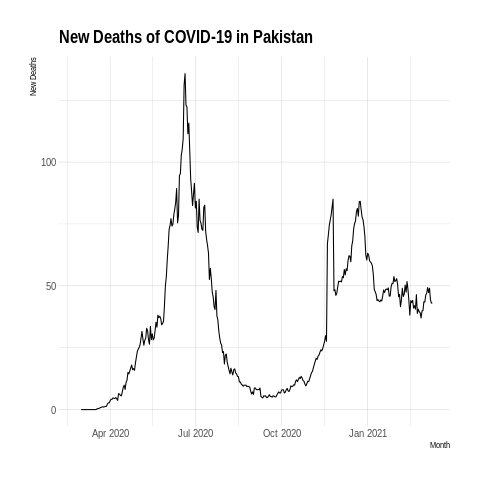 New Deaths of COVID-19 in Pakistan
New Deaths
100
50
0
Apr 2020 Jul 2020 Oct 2020 Jan 2021
Month